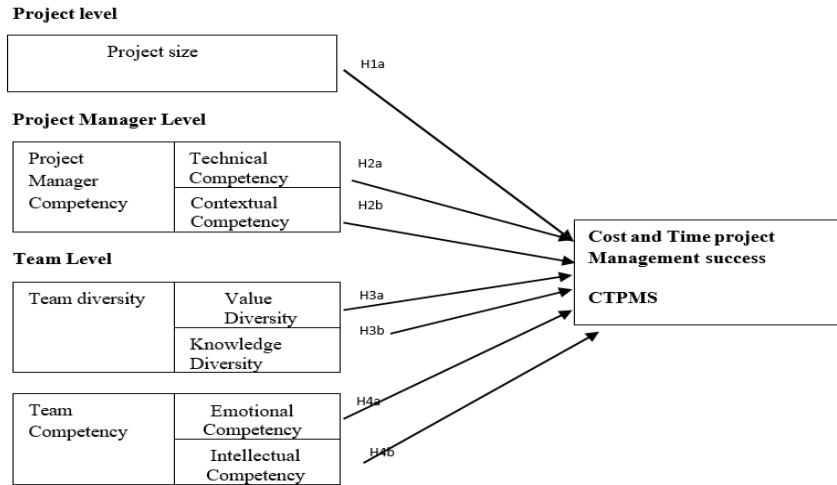 Project level
Project size
H1a
Project Manager Level
Project
Manager
Competency
Technical
Competency
Contextual
Competency
H2a
H2b
Team Level
Team diversity
Value
Diversity
Knowledge
Diversity
H3a
H3b
Team
Competency
Emotional
Competency
Intellectual
Competency
H4a
H4b
Cost and Time project
Management success
CTPMS